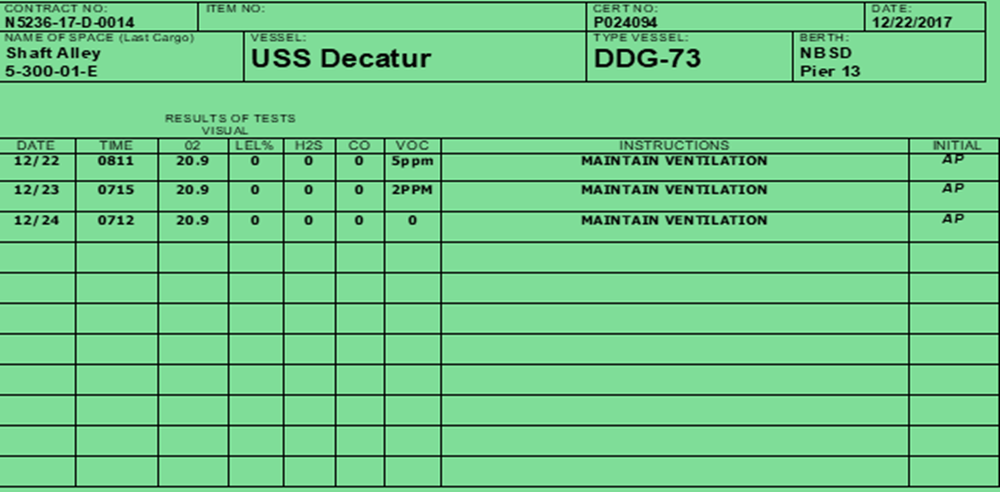 CONTRACT NO: ITEM NO: CERT NO: DATE:
N5236-17-D-0014 P024094 12/22/2017
NAME OF SPACE (Last Cargo) VESSEL: TYPE VESSEL: BERTH:
Shaft Alley USS Decatur DDG-73 NBSD
5-300-01-E Pier 13
RESULTS OF TESTS
VISUAL
DATE TIME 02 LEL% H2S CO VOC INSTRUCTIONS INITIAL
12/22 0811 20.9 0 0 0 5ppm MAINTAIN VENTILATION AP
12/23 0715 20.9 0 0 0 2PPM MAINTAIN VENTILATION AP
12/24 0712 20.9 0 0 0 0 MAINTAIN VENTILATION AP